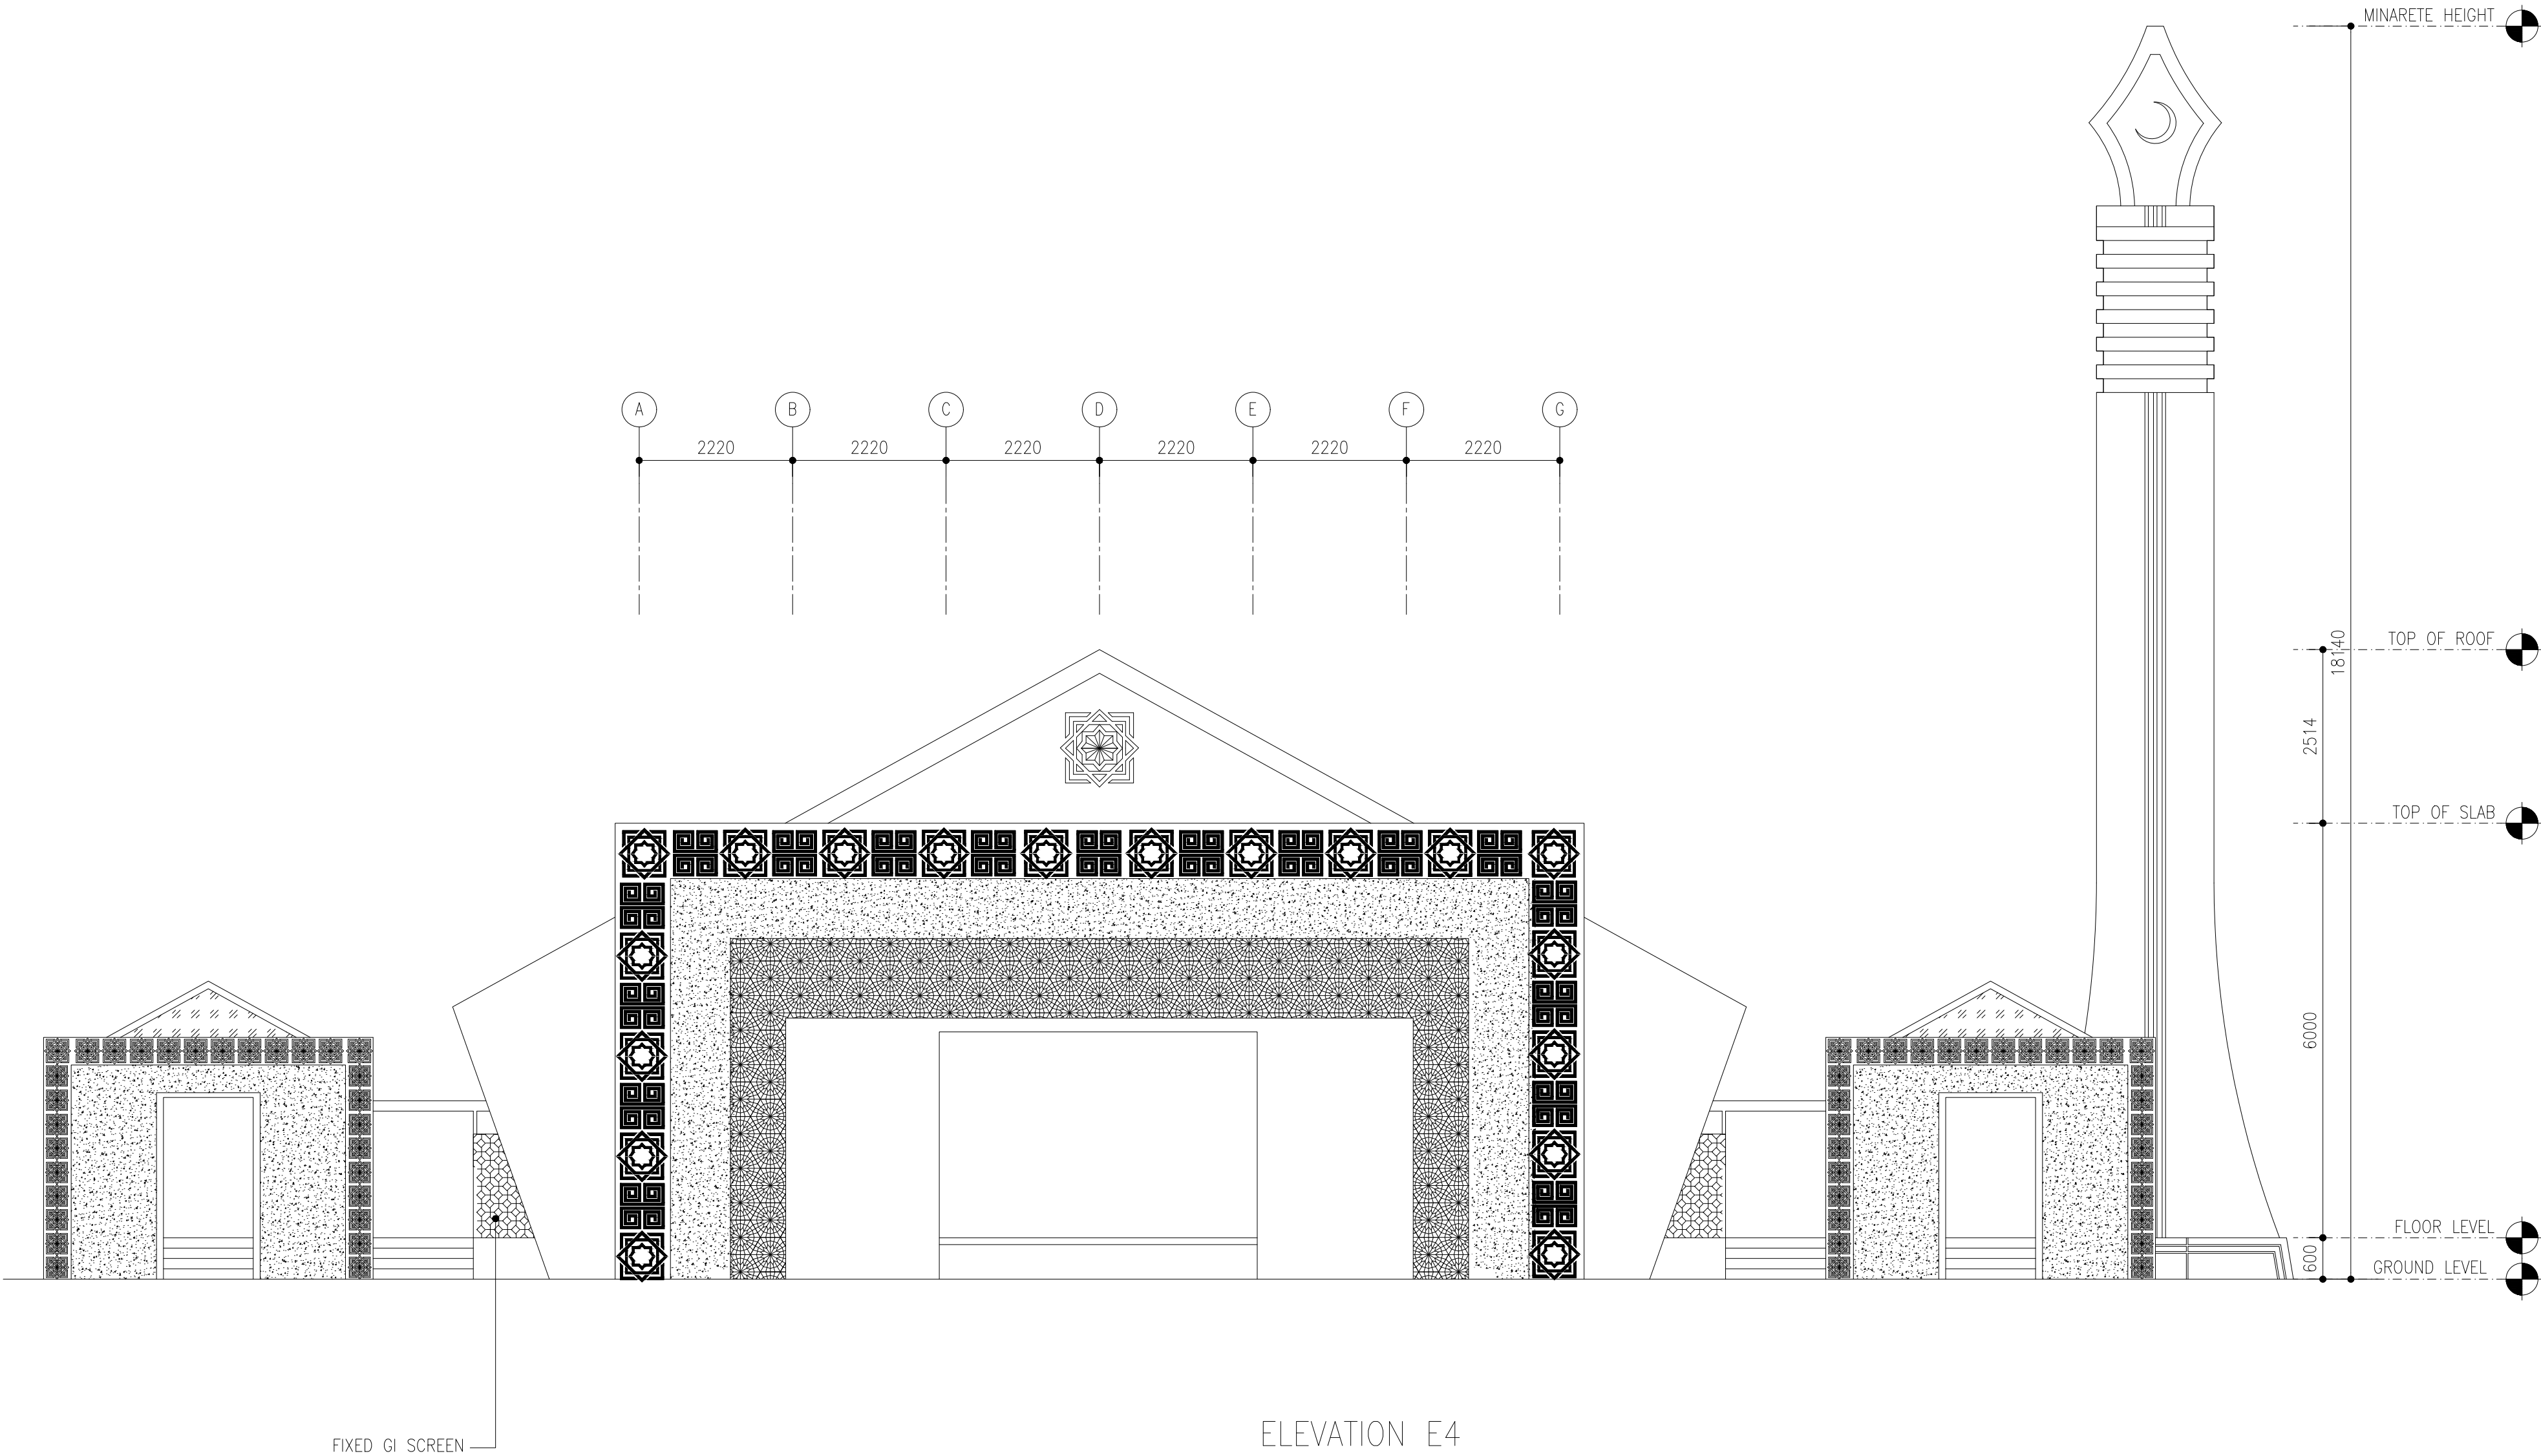 MINARETE HEIGHT
A B C D E F G
2220 2220 2220 2220 2220 2220
TOP OF ROOF
18140
2514
TOP OF SLAB
6000
FLOOR LEVEL
600
GROUND LEVEL
ELEVATION E4
FIXED GI SCREEN